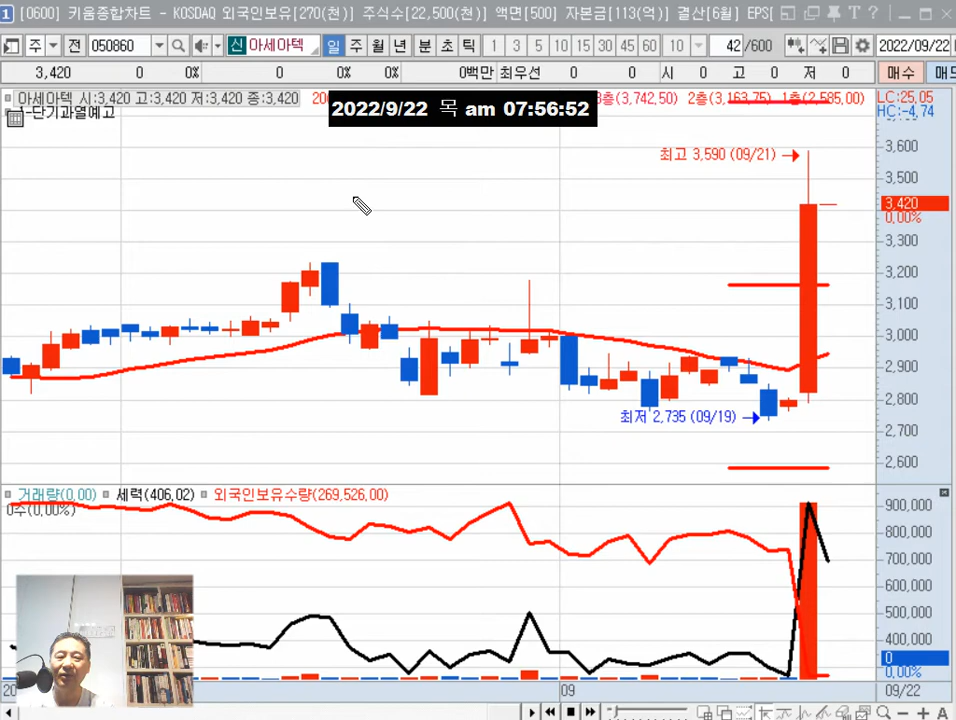 1 [0600] 키움종합차트 - KOSDAQ 외국인보유[270(천)] 주식수[22,500(천)] 액면[500] 자본금[113(억)] 결산[6월] EPS[
주 전 050860 신 아세아텍 일 주 월 년 분 초 틱 1 3 5 10 15 30 45 60 10 42 /600 2022/09/22
3,420 0 0% 0 0% 0% 0백만 최우선 0 0 시 0 고 0 저 0 매수 매도
아세아텍 시:3,420 고:3,420 저:3,420 종:3,420
2022/9/22 목 am 07:56:52
3층(3,742,50) 2층(3,163,75) 1층(2,585,00) LC:25,05
HC:-4,74
-단기과열예고
3,600
최고 3,590 (09/21)
3,500
3,420
0,00%
3,300
3,200
3,100
3,000
2,900
2,800
최저 2,735 (09/19)
2,700
2,600
거래량(0,00) 세력(406,02) 외국인보유수량(269,526,00)
0주(0,00%)
900,000
800,000
700,000
600,000
500,000
400,000
0
0,00%
20 09 09/22